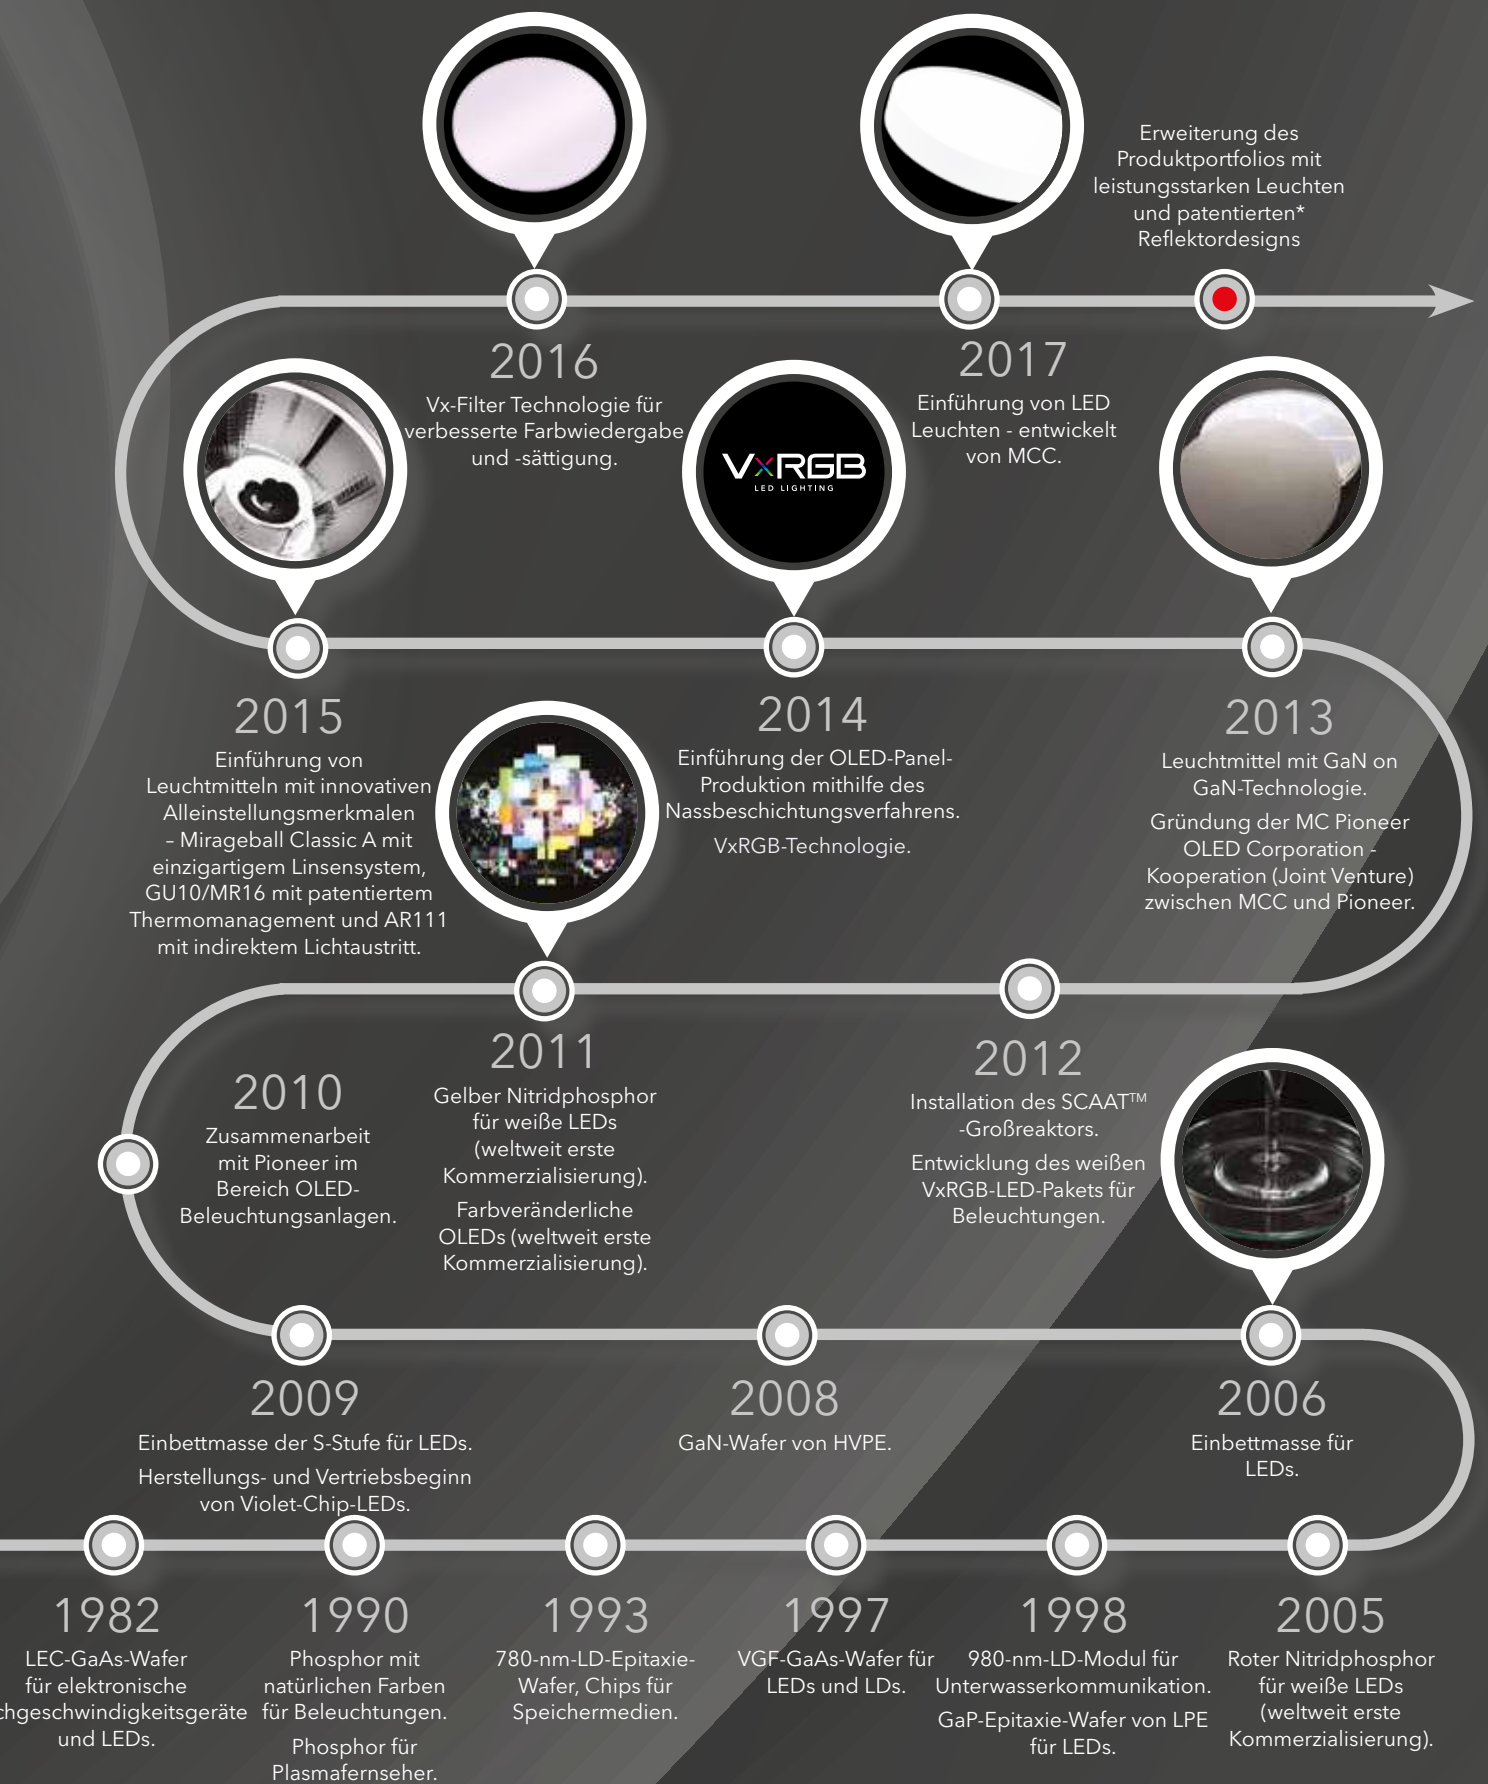 Erweiterung des
Produktportfolios mit
leistungsstarken Leuchten
und patentierten*
Reflektordesigns
2016
Vx-Filter Technologie für
verbesserte Farbwiedergabe
und -sättigung.
2017
Einführung von LED
Leuchten - entwickelt
von MCC.
VxRGB
LED LIGHTING
2015
Einführung von
Leuchtmitteln mit innovativen
Alleinstellungsmerkmalen
– Mirageball Classic A mit
einzigartigem Linsensystem,
GU10/MR16 mit patentiertem
Thermomanagement und AR111
mit indirektem Lichtaustritt.
2014
Einführung der OLED-Panel-
Produktion mithilfe des
Nassbeschichtungsverfahrens.
VxRGB-Technologie.
2013
Leuchtmittel mit GaN on
GaN-Technologie.
Gründung der MC Pioneer
OLED Corporation -
Kooperation (Joint Venture)
zwischen MCC und Pioneer.
2010
Zusammenarbeit
mit Pioneer im
Bereich OLED-
Beleuchtungsanlagen.
2011
Gelber Nitridphosphor
für weiße LEDs
(weltweit erste
Kommerzialisierung).
Farbveränderliche
OLEDs (weltweit erste
Kommerzialisierung).
2012
Installation des SCAAT™
-Großreaktors.
Entwicklung des weißen
VxRGB-LED-Pakets für
Beleuchtungen.
2009
Einbettmasse der S-Stufe für LEDs.
Herstellungs- und Vertriebsbeginn
von Violet-Chip-LEDs.
2008
GaN-Wafer von HVPE.
2006
Einbettmasse für
LEDs.
1982
LEC-GaAs-Wafer
für elektronische
chgeschwindigkeitsgeräte
und LEDs.
1990
Phosphor mit
natürlichen Farben
für Beleuchtungen.
Phosphor für
Plasmafernseher.
1993
780-nm-LD-Epitaxie-
Wafer, Chips für
Speichermedien.
1997
VGF-GaAs-Wafer für
LEDs und LDs.
1998
980-nm-LD-Modul für
Unterwasserkommunikation.
GaP-Epitaxie-Wafer von LPE
für LEDs.
2005
Roter Nitridphosphor
für weiße LEDs
(weltweit erste
Kommerzialisierung).